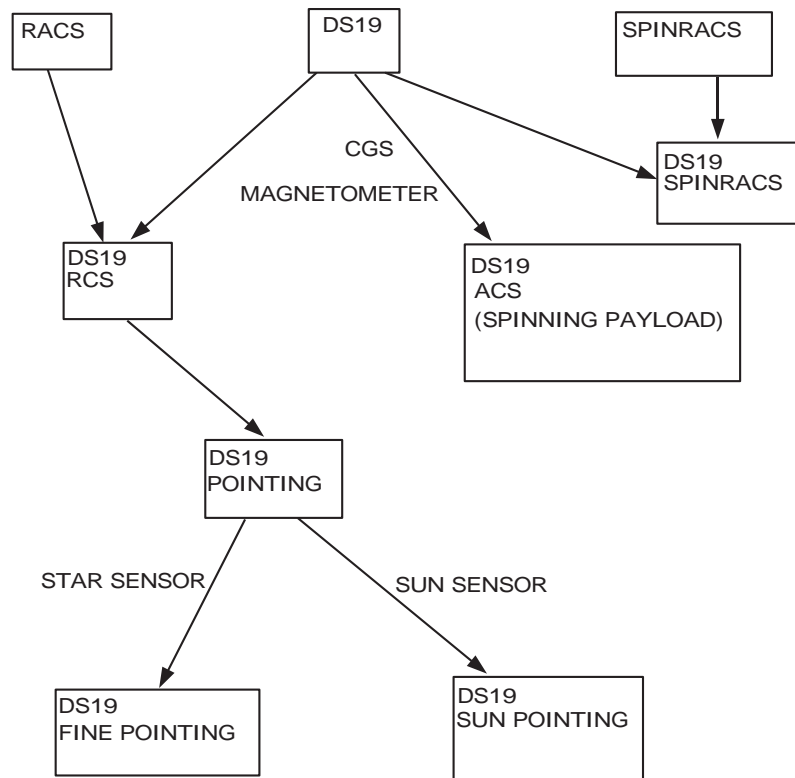 RACS
DS19
SPINRACS
CGS
MAGNETOMETER
DS19
SPINRACS
DS19
RCS
DS19
ACS
(SPINNING PAYLOAD)
DS19
POINTING
STAR SENSOR
SUN SENSOR
DS19
FINE POINTING
DS19
SUN POINTING